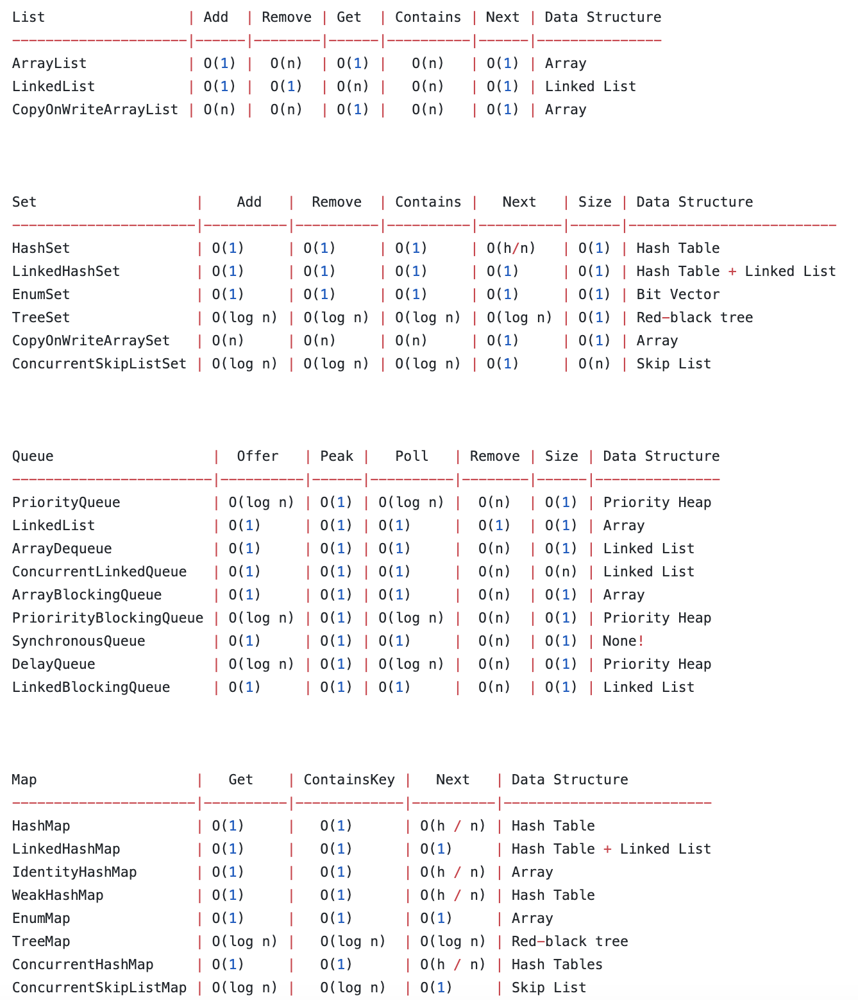 List                 | Add  | Remove | Get  | Contains | Next | Data Structure
---------------------|------|--------|------|----------|------|---------------
ArrayList            | O(1) |  O(n)  | O(1) |   O(n)   | O(1) | Array
LinkedList           | O(1) |  O(1)  | O(n) |   O(n)   | O(1) | Linked List
CopyOnWriteArrayList | O(n) |  O(n)  | O(1) |   O(n)   | O(1) | Array
Set                   |    Add   |  Remove  | Contains |   Next   | Size | Data Structure
----------------------|----------|----------|----------|----------|------|-------------------------
HashSet               | O(1)     | O(1)     | O(1)     | O(h/n)   | O(1) | Hash Table
LinkedHashSet         | O(1)     | O(1)     | O(1)     | O(1)     | O(1) | Hash Table + Linked List
EnumSet               | O(1)     | O(1)     | O(1)     | O(1)     | O(1) | Bit Vector
TreeSet               | O(log n) | O(log n) | O(log n) | O(log n) | O(1) | Red-black tree
CopyOnWriteArraySet   | O(n)     | O(n)     | O(n)     | O(1)     | O(1) | Array
ConcurrentSkipListSet | O(log n) | O(log n) | O(log n) | O(1)     | O(n) | Skip List
Queue                   |  Offer   | Peak |   Poll   | Remove | Size | Data Structure
------------------------|----------|------|----------|--------|------|---------------
PriorityQueue           | O(log n) | O(1) | O(log n) |  O(n)  | O(1) | Priority Heap
LinkedList              | O(1)     | O(1) | O(1)     |  O(1)  | O(1) | Array
ArrayDequeue            | O(1)     | O(1) | O(1)     |  O(n)  | O(1) | Linked List
ConcurrentLinkedQueue   | O(1)     | O(1) | O(1)     |  O(n)  | O(n) | Linked List
ArrayBlockingQueue      | O(1)     | O(1) | O(1)     |  O(n)  | O(1) | Array
PriorirityBlockingQueue | O(log n) | O(1) | O(log n) |  O(n)  | O(1) | Priority Heap
SynchronousQueue        | O(1)     | O(1) | O(1)     |  O(n)  | O(1) | None!
DelayQueue              | O(log n) | O(1) | O(log n) |  O(n)  | O(1) | Priority Heap
LinkedBlockingQueue     | O(1)     | O(1) | O(1)     |  O(n)  | O(1) | Linked List
Map                   |   Get    | ContainsKey |   Next   | Data Structure
----------------------|----------|-------------|----------|-------------------------
HashMap               | O(1)     |   O(1)      | O(h / n) | Hash Table
LinkedHashMap         | O(1)     |   O(1)      | O(1)     | Hash Table + Linked List
IdentityHashMap       | O(1)     |   O(1)      | O(h / n) | Array
WeakHashMap           | O(1)     |   O(1)      | O(h / n) | Hash Table
EnumMap               | O(1)     |   O(1)      | O(1)     | Array
TreeMap               | O(log n) |   O(log n)  | O(log n) | Red-black tree
ConcurrentHashMap     | O(1)     |   O(1)      | O(h / n) | Hash Tables
ConcurrentSkipListMap | O(log n) |   O(log n)  | O(1)     | Skip List